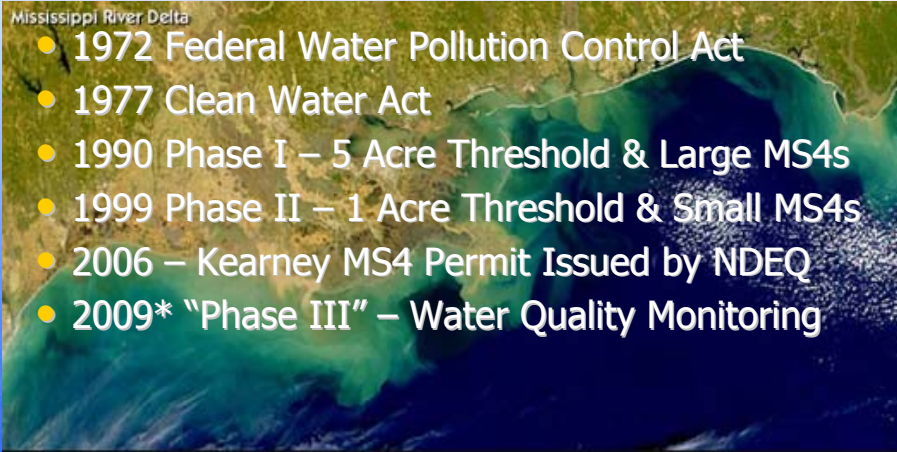 Mississippi River Delta
• 1972 Federal Water Pollution Control Act
• 1977 Clean Water Act
• 1990 Phase I – 5 Acre Threshold & Large MS4s
• 1999 Phase II – 1 Acre Threshold & Small MS4s
• 2006 – Kearney MS4 Permit Issued by NDEQ
• 2009* “Phase III” – Water Quality Monitoring